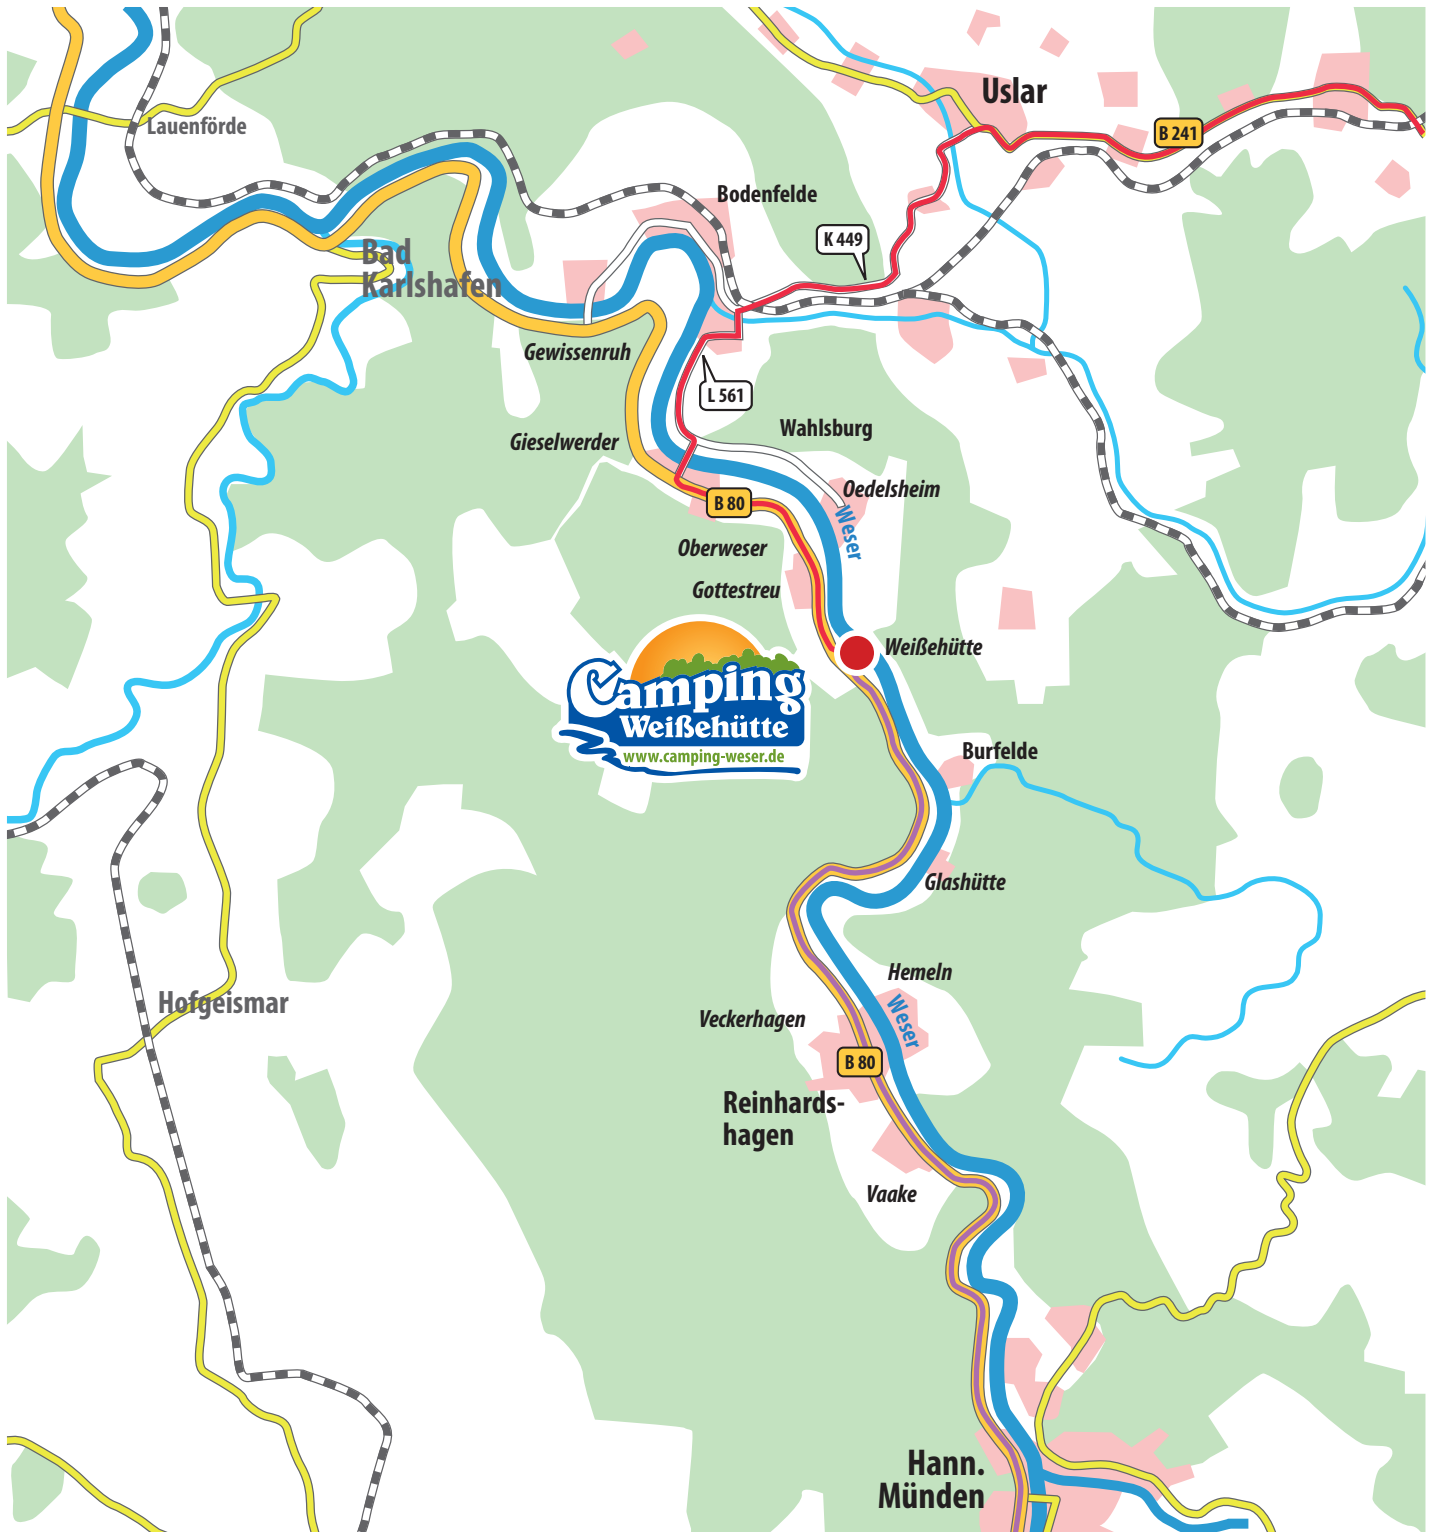 Uslar
Lauenförde
B 241
Bodenfelde
K 449
Bad
Karlshafen
Gewissenruh
L 561
Wahlsburg
Gieselwerder
Oedelsheim
B 80
Weser
Oberweser
Gottestreu
Weißehütte
Camping
Weißehütte
www.camping-weser.de
Burfelde
Glashütte
Hemeln
Hofgeismar
Veckerhagen
Weser
B 80
Reinhards-
hagen
Vaake
Hann.
Münden